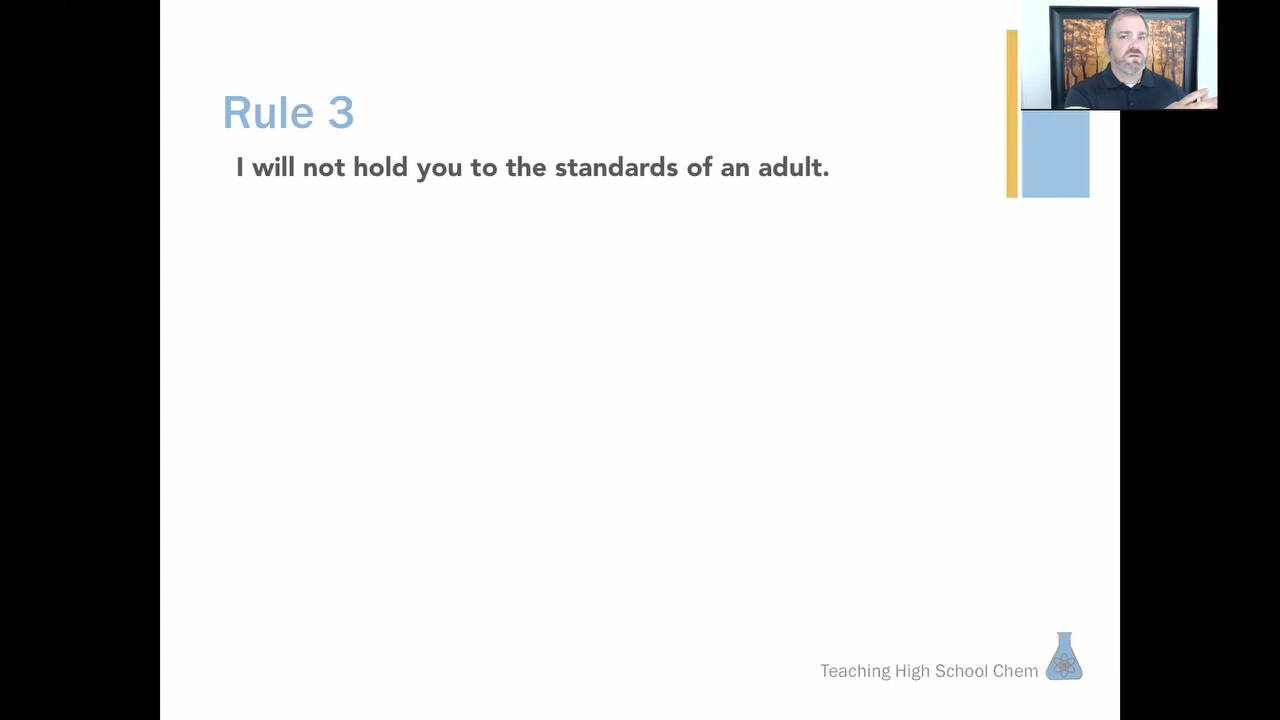 Rule 3
I will not hold you to the standards of an adult.
Teaching High School Chem